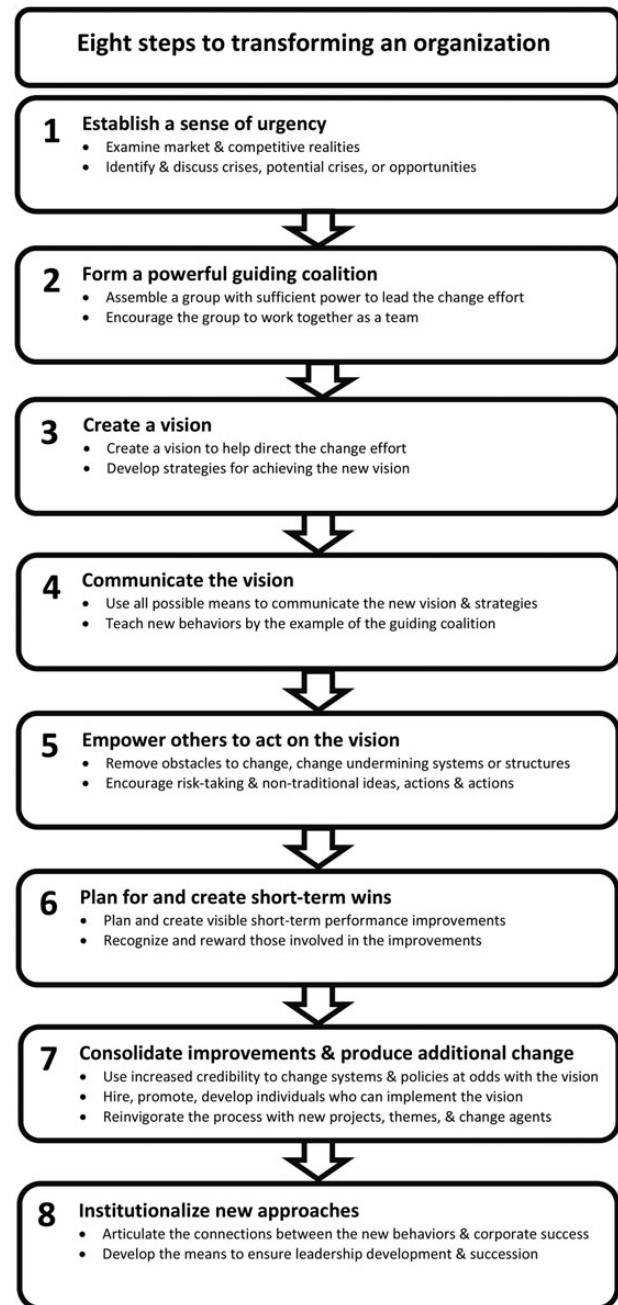 Eight steps to transforming an organization
1
Establish a sense of urgency
• Examine market & competitive realities
• Identify & discuss crises, potential crises, or opportunities
2
Form a powerful guiding coalition
• Assemble a group with sufficient power to lead the change effort
• Encourage the group to work together as a team
3
Create a vision
• Create a vision to help direct the change effort
• Develop strategies for achieving the new vision
4
Communicate the vision
• Use all possible means to communicate the new vision & strategies
• Teach new behaviors by the example of the guiding coalition
5
Empower others to act on the vision
• Remove obstacles to change, change undermining systems or structures
• Encourage risk-taking & non-traditional ideas, actions & actions
6
Plan for and create short-term wins
• Plan and create visible short-term performance improvements
• Recognize and reward those involved in the improvements
7
Consolidate improvements & produce additional change
• Use increased credibility to change systems & policies at odds with the vision
• Hire, promote, develop individuals who can implement the vision
• Reinvigorate the process with new projects, themes, & change agents
8
Institutionalize new approaches
• Articulate the connections between the new behaviors & corporate success
• Develop the means to ensure leadership development & succession